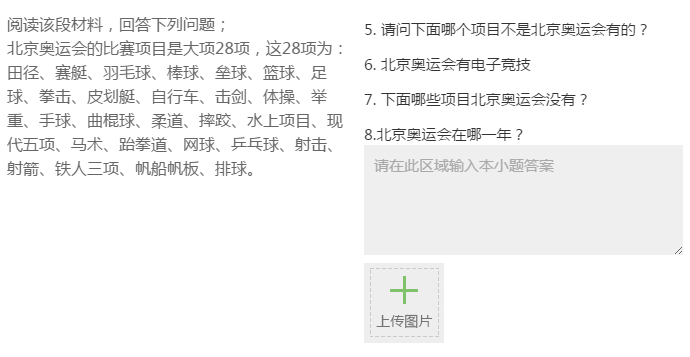 阅读该段材料，回答下列问题；
北京奥运会的比赛项目是大项28项，这28项为：
田径、赛艇、羽毛球、棒球、垒球、篮球、足
球、拳击、皮划艇、自行车、击剑、体操、举
重、手球、曲棍球、柔道、摔跤、水上项目、现
代五项、马术、跆拳道、网球、乒乓球、射击、
射箭、铁人三项、帆船帆板、排球。
5. 请问下面哪个项目不是北京奥运会有的？
6. 北京奥运会有电子竞技
7. 下面哪些项目北京奥运会没有？
8.北京奥运会在哪一年？
请在此区域输入本小题答案
上传图片